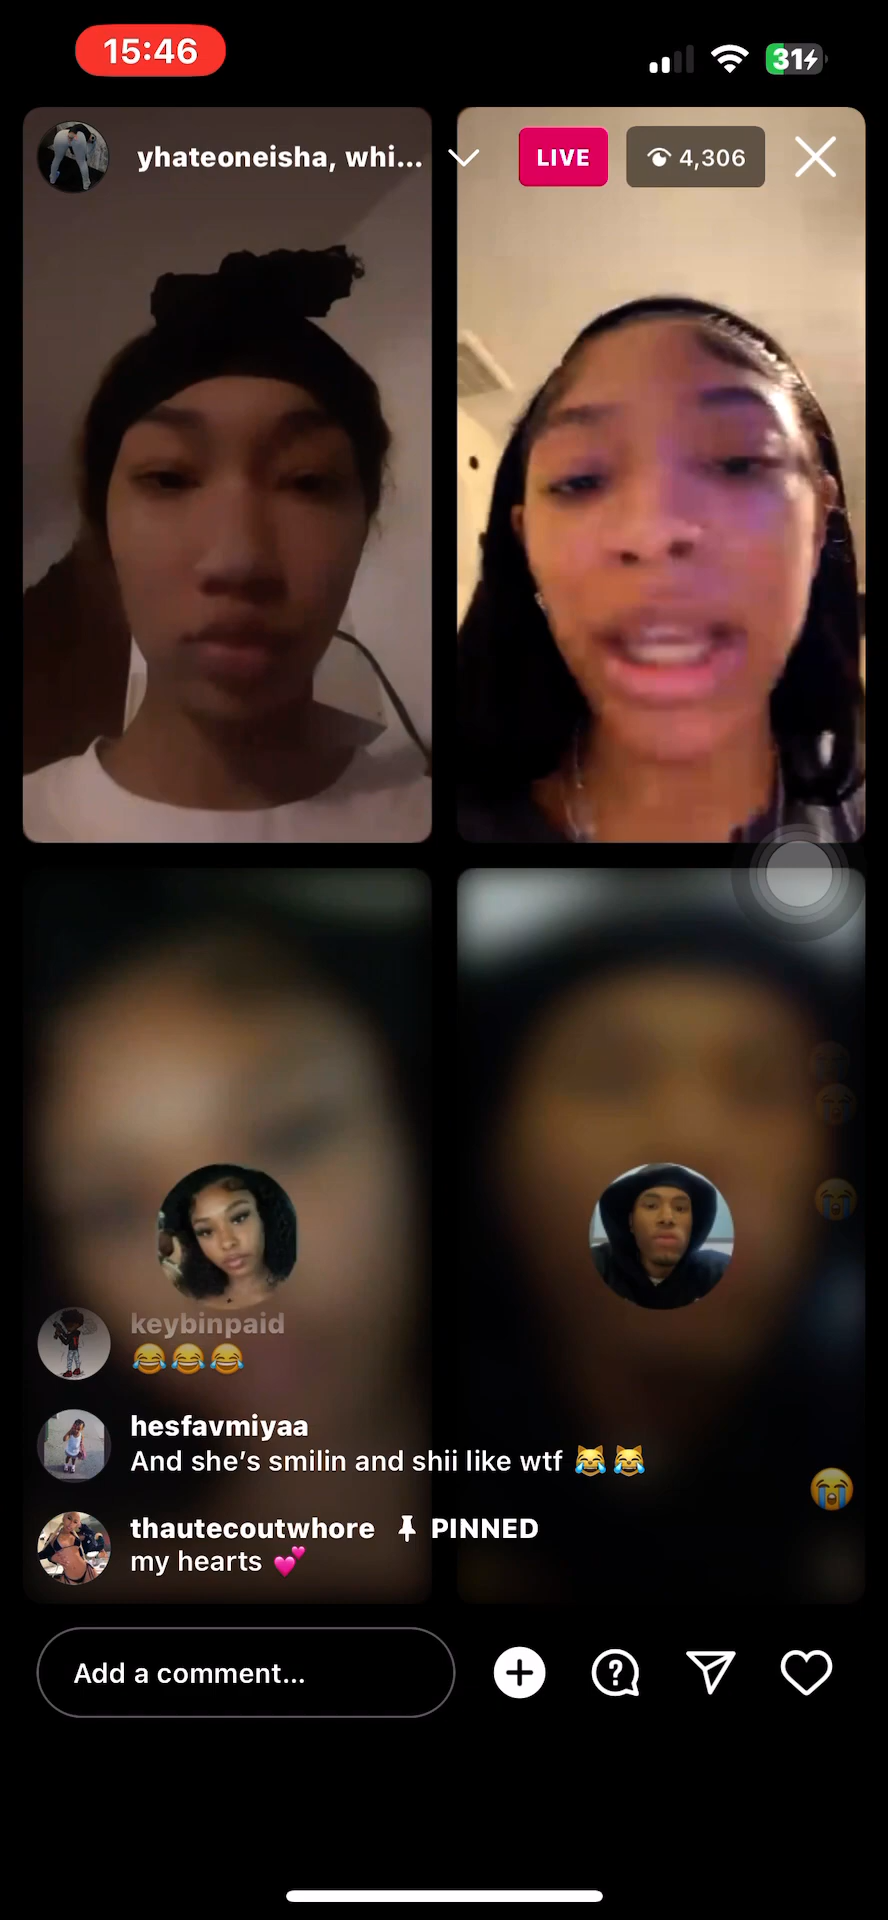 15:46
31
yhateoneisha, whi...
LIVE
4,306
keybinpaid
😂😂😂
hesfavmiyaa
And she’s smilin and shii like wtf 😹😹
thautecoutwhore PINNED
my hearts 💕
Add a comment...